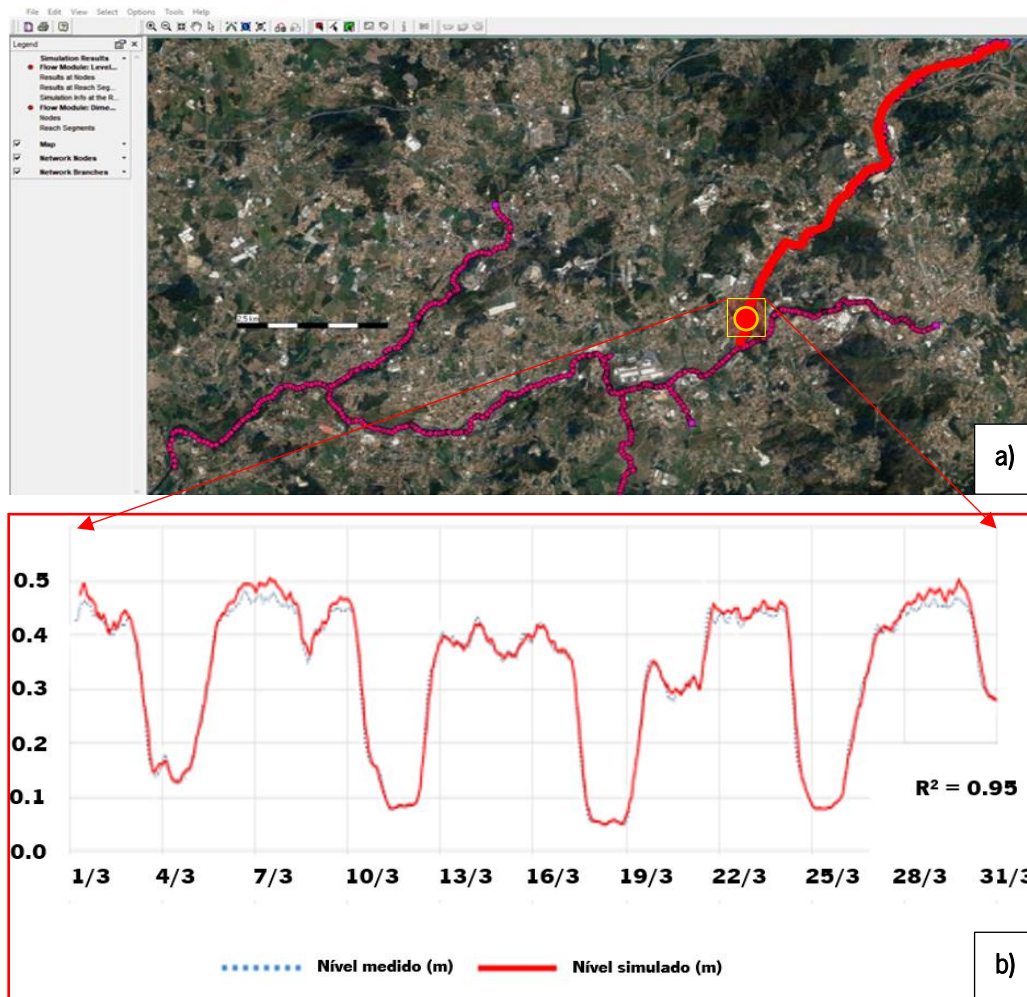 File Edit View Select Options Tools Help
Legend
Simulation Results
Flow Module: Level...
Results at Nodes
Results at Reach Seg...
Simulation Info at the R...
Flow Module: Dime...
Nodes
Reach Segments
Map
Network Nodes
Network Branches
2.5 km
a)
0.5
0.4
0.3
0.2
0.1
0.0
R² = 0.95
1/3 4/3 7/3 10/3 13/3 16/3 19/3 22/3 25/3 28/3 31/3
Nível medido (m) Nível simulado (m)
b)